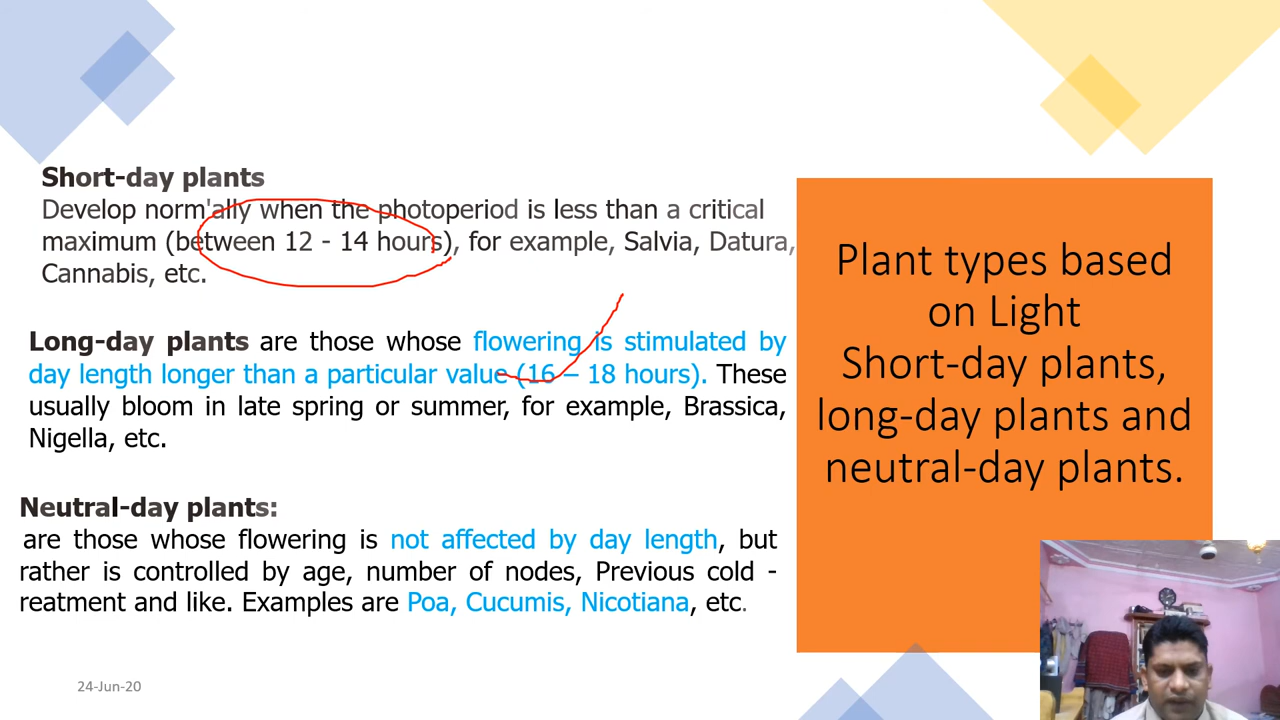 Short-day plants
Develop norm'ally when the photoperiod is less than a critical
maximum (between 12 - 14 hours), for example, Salvia, Datura,
Cannabis, etc.
Long-day plants are those whose flowering is stimulated by
day length longer than a particular value (16 – 18 hours). These
usually bloom in late spring or summer, for example, Brassica,
Nigella, etc.
Neutral-day plants:
are those whose flowering is not affected by day length, but
rather is controlled by age, number of nodes, Previous cold -
reatment and like. Examples are Poa, Cucumis, Nicotiana, etc.
Plant types based
on Light
Short-day plants,
long-day plants and
neutral-day plants.
24-Jun-20